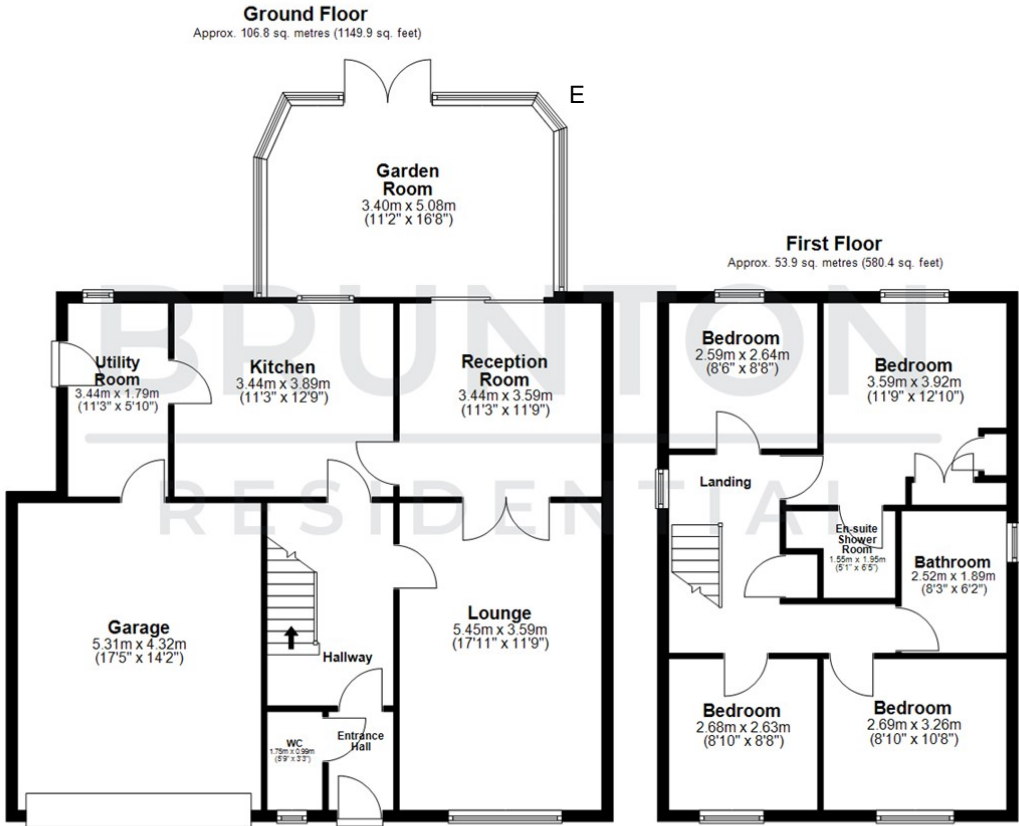 Ground Floor
Approx. 106.8 sq. metres (1149.9 sq. feet)
E
Garden
Room
3.40m x 5.08m
(11'2" x 16'8")
Utility
Room
3.44m x 1.79m
(11'3" x 5'10")
Kitchen
3.44m x 3.89m
(11'3" x 12'9")
Reception
Room
3.44m x 3.59m
(11'3" x 11'9")
Garage
5.31m x 4.32m
(17'5" x 14'2")
Hallway
Lounge
5.45m x 3.59m
(17'11" x 11'9")
WC
1.75m x 0.99m
(5'9" x 3'3")
Entrance
Hall
First Floor
Approx. 53.9 sq. metres (580.4 sq. feet)
Bedroom
2.59m x 2.64m
(8'6" x 8'8")
Bedroom
3.59m x 3.92m
(11'9" x 12'10")
Landing
En-suite
Shower
Room
1.55m x 1.95m
(5'1" x 6'5")
Bathroom
2.52m x 1.89m
(8'3" x 6'2")
Bedroom
2.68m x 2.63m
(8'10" x 8'8")
Bedroom
2.69m x 3.26m
(8'10" x 10'8")
BRUNTON
RESIDENTIAL